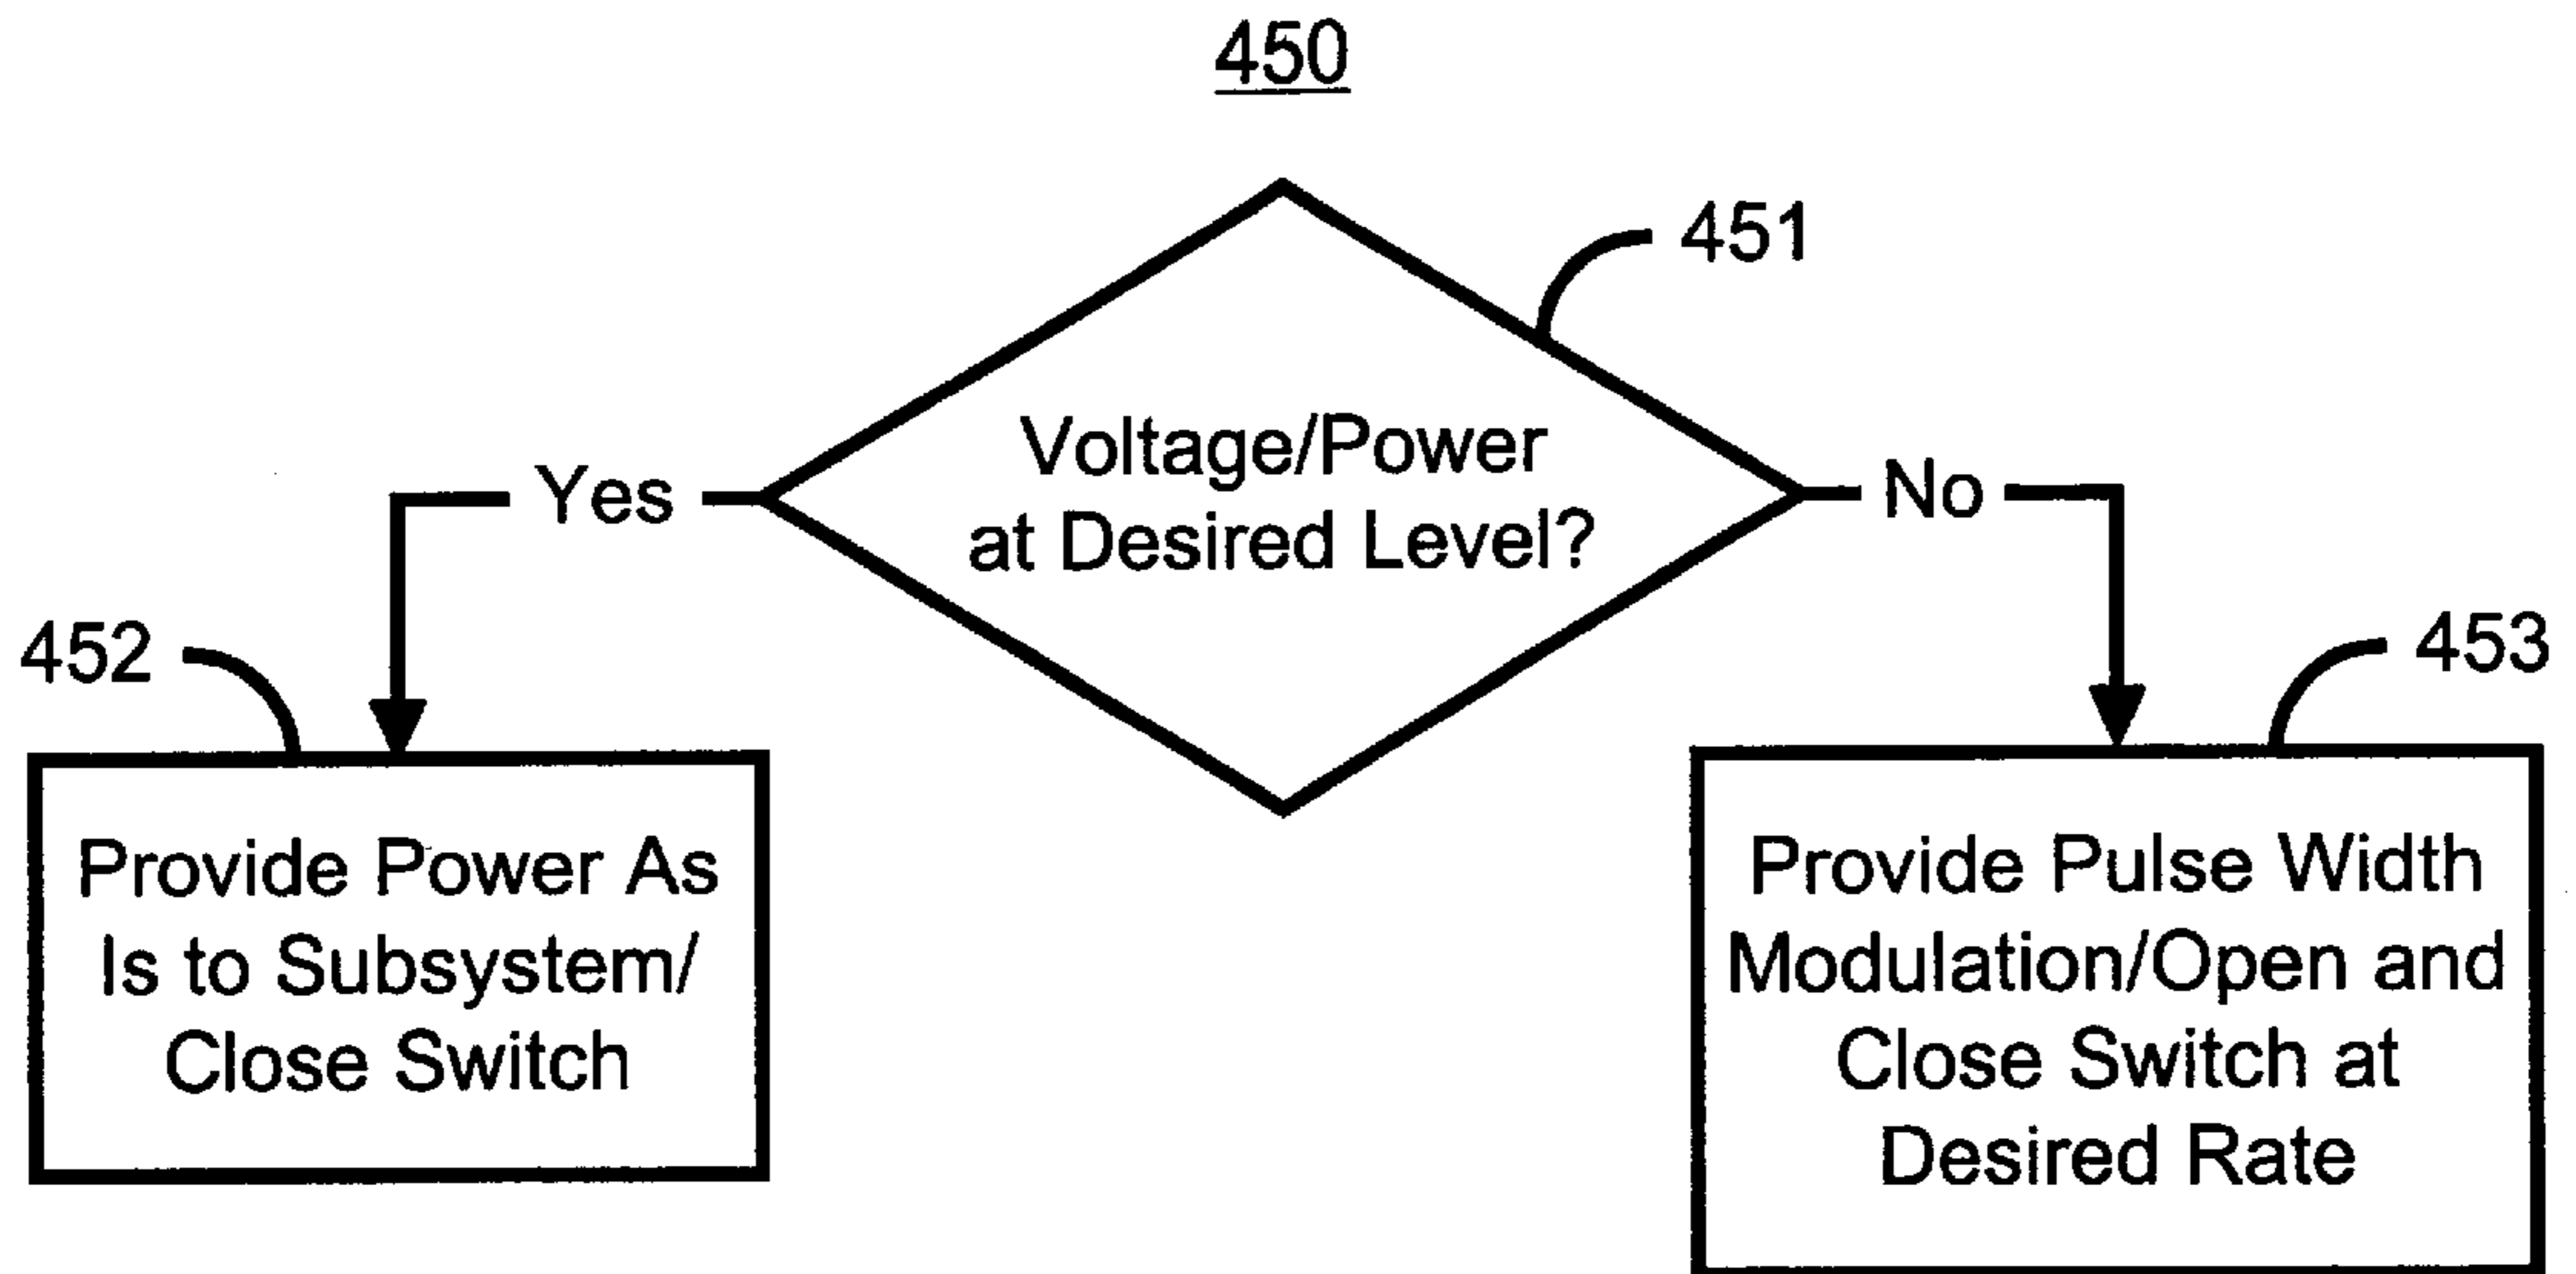 450
451
Voltage/Power
at Desired Level?
Yes
No
452
453
Provide Power As
Is to Subsystem/
Close Switch
Provide Pulse Width
Modulation/Open and
Close Switch at
Desired Rate